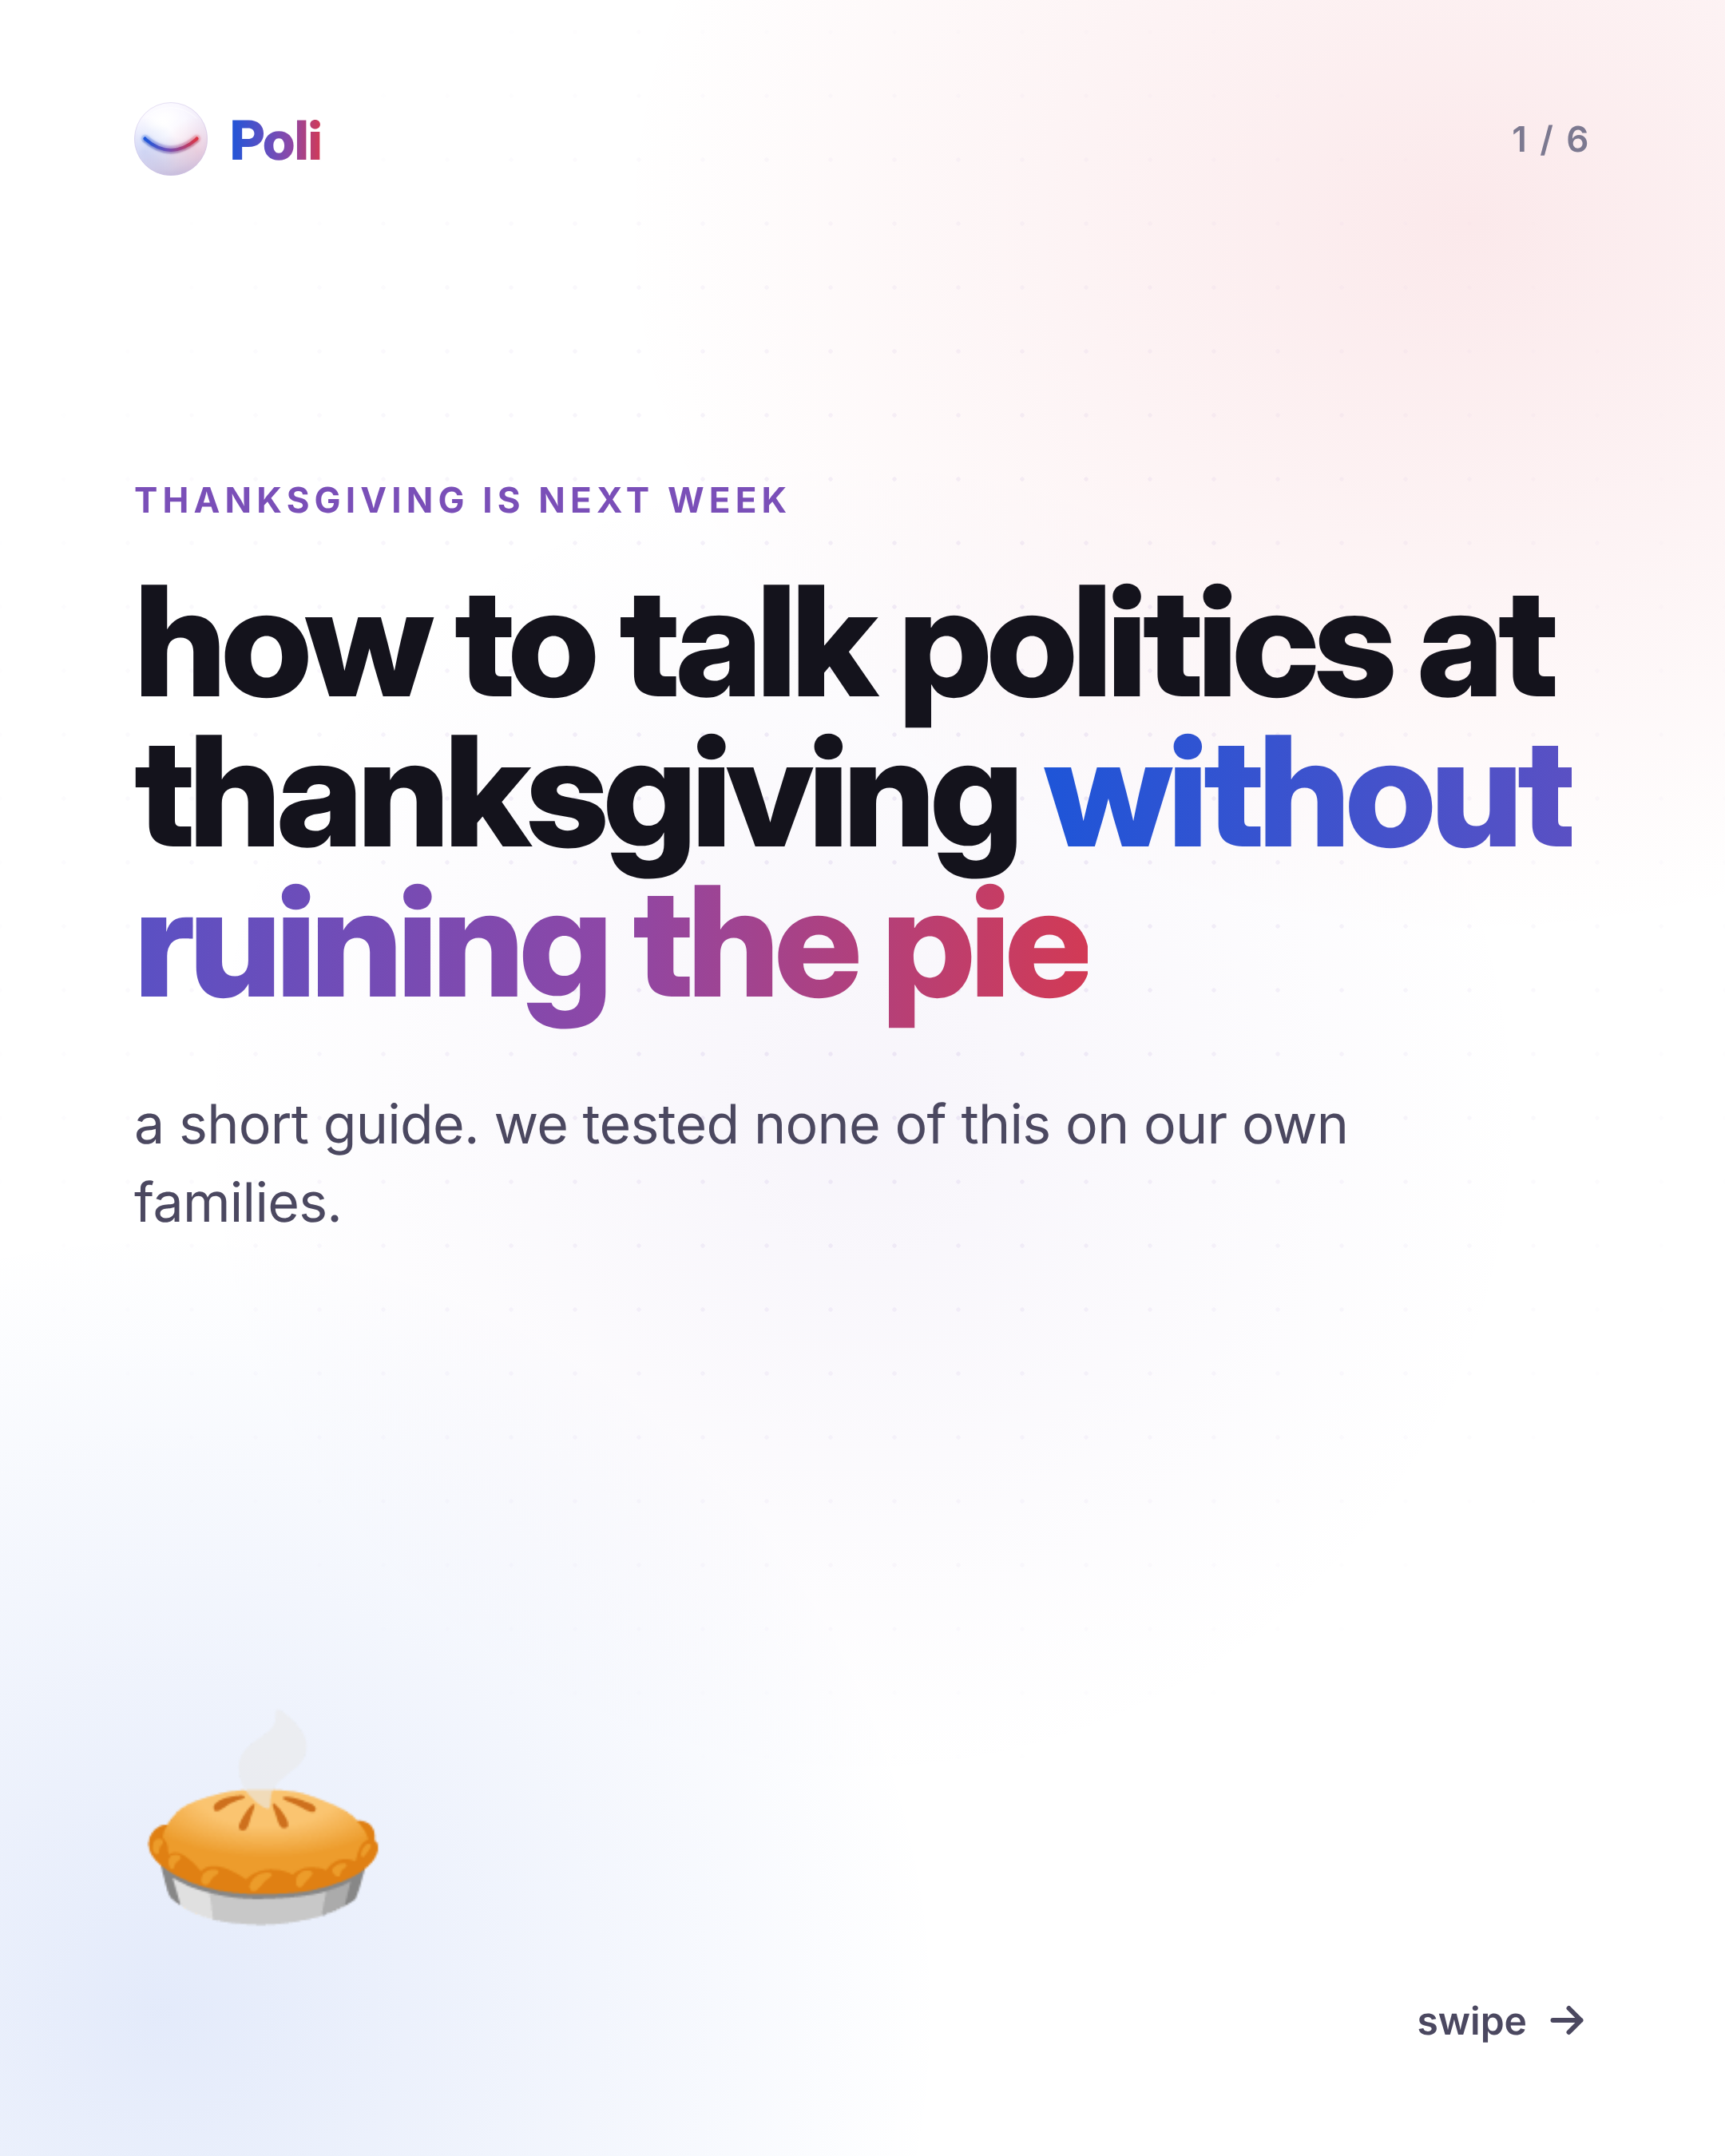 Poli
1 / 6
THANKSGIVING IS NEXT WEEK
how to talk politics at
thanksgiving without
ruining the pie
a short guide. we tested none of this on our own
families.
swipe →